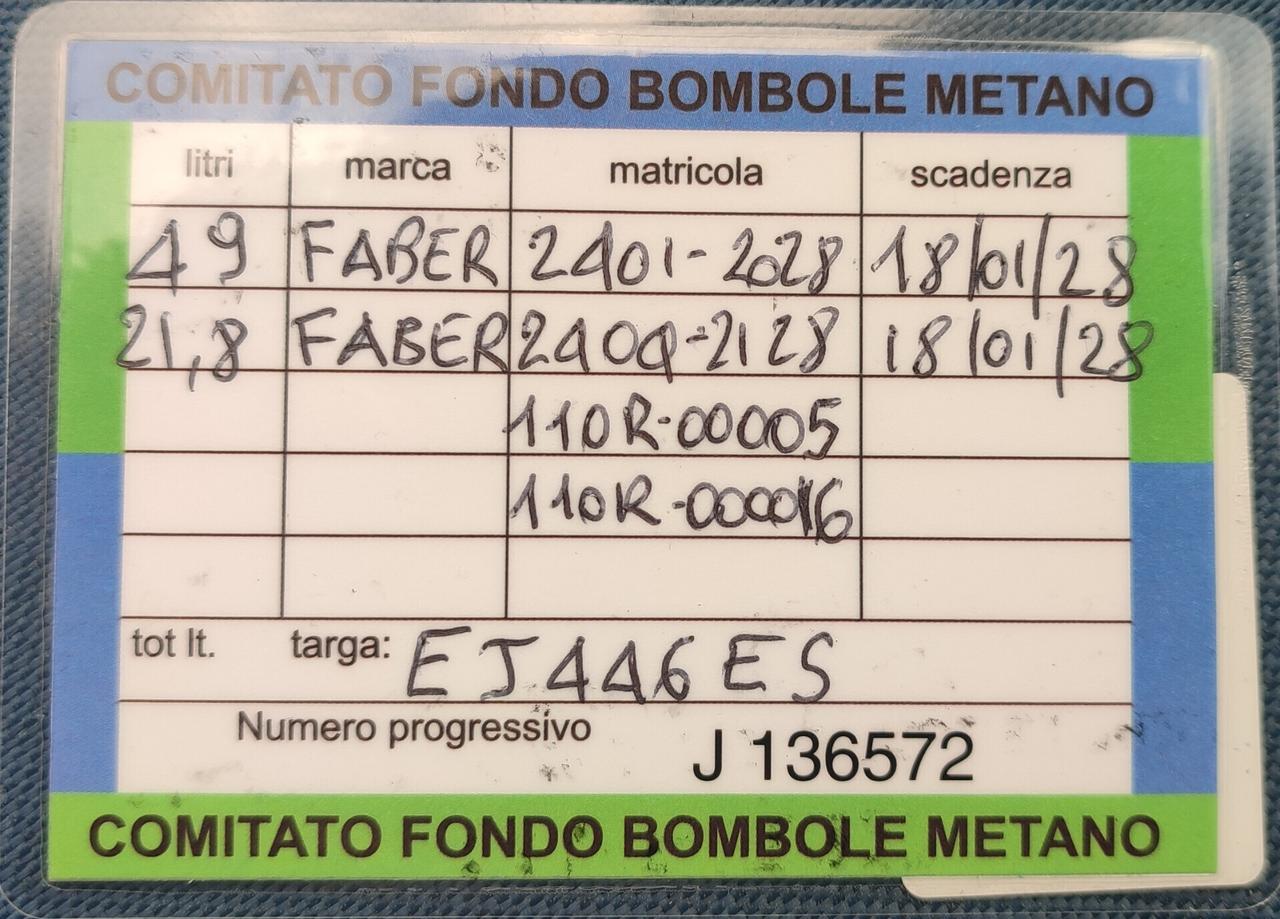 COMITATO FONDO BOMBOLE METANO
litri marca matricola scadenza
49 FABER 2401-2028 18/01/28
21,8 FABER 240Q-2128 18/01/28
110R-00005
110R-000016
tot lt. targa: EJ446ES
Numero progressivo J 136572
COMITATO FONDO BOMBOLE METANO